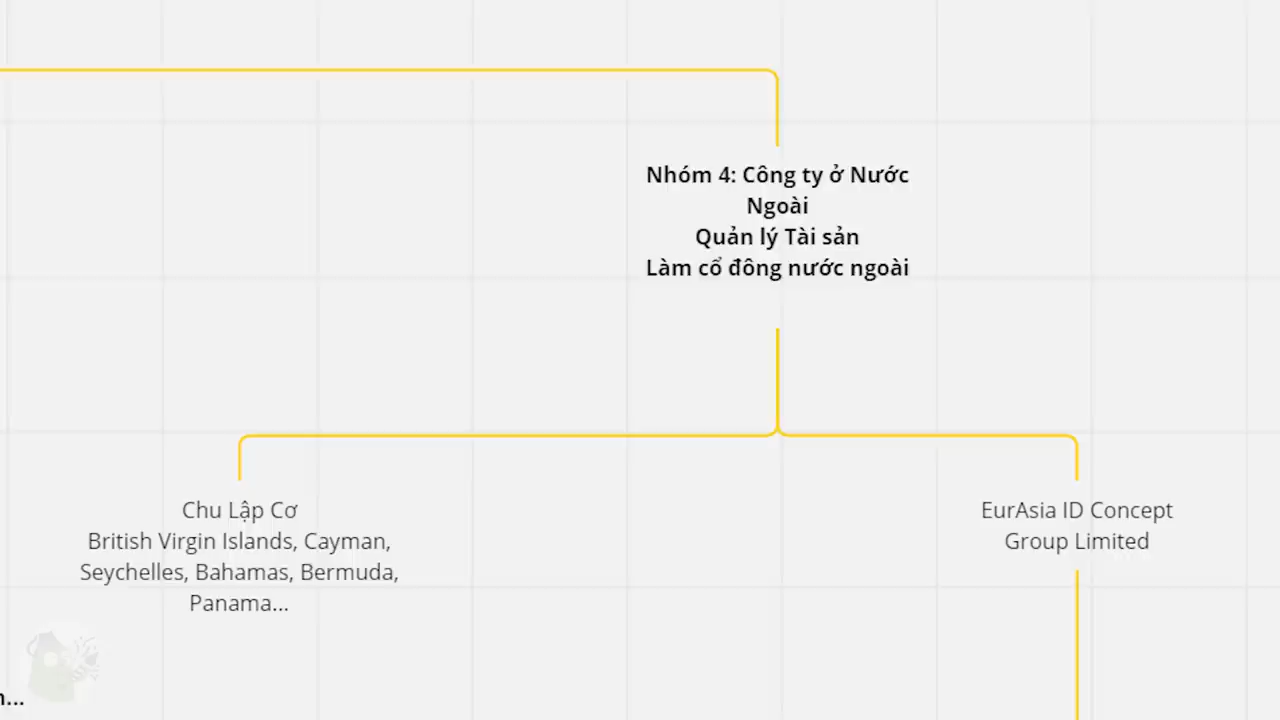 Nhóm 4: Công ty ở Nước
Ngoài
Quản lý Tài sản
Làm cổ đông nước ngoài
Chu Lập Cơ
British Virgin Islands, Cayman,
Seychelles, Bahamas, Bermuda,
Panama...
EurAsia ID Concept
Group Limited